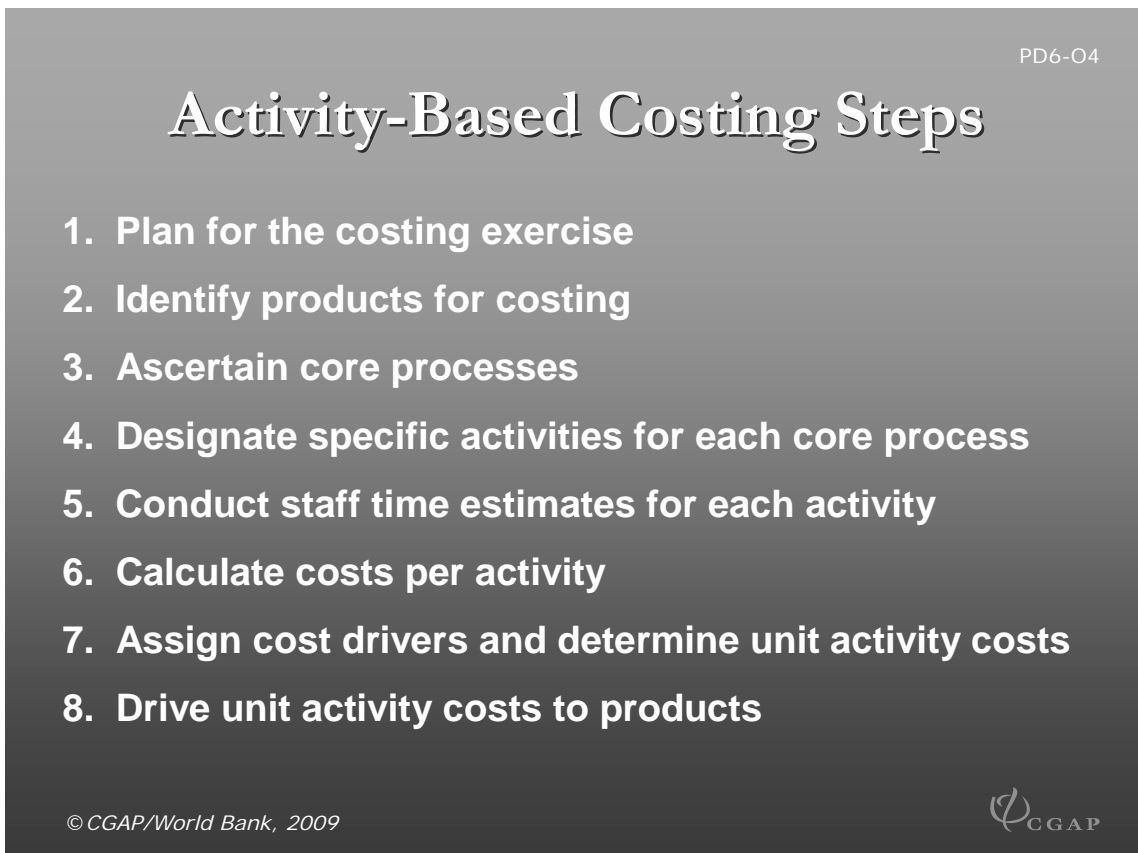 PD6-O4
Activity-Based Costing Steps
1. Plan for the costing exercise
2. Identify products for costing
3. Ascertain core processes
4. Designate specific activities for each core process
5. Conduct staff time estimates for each activity
6. Calculate costs per activity
7. Assign cost drivers and determine unit activity costs
8. Drive unit activity costs to products
© CGAP/World Bank, 2009
CGAP